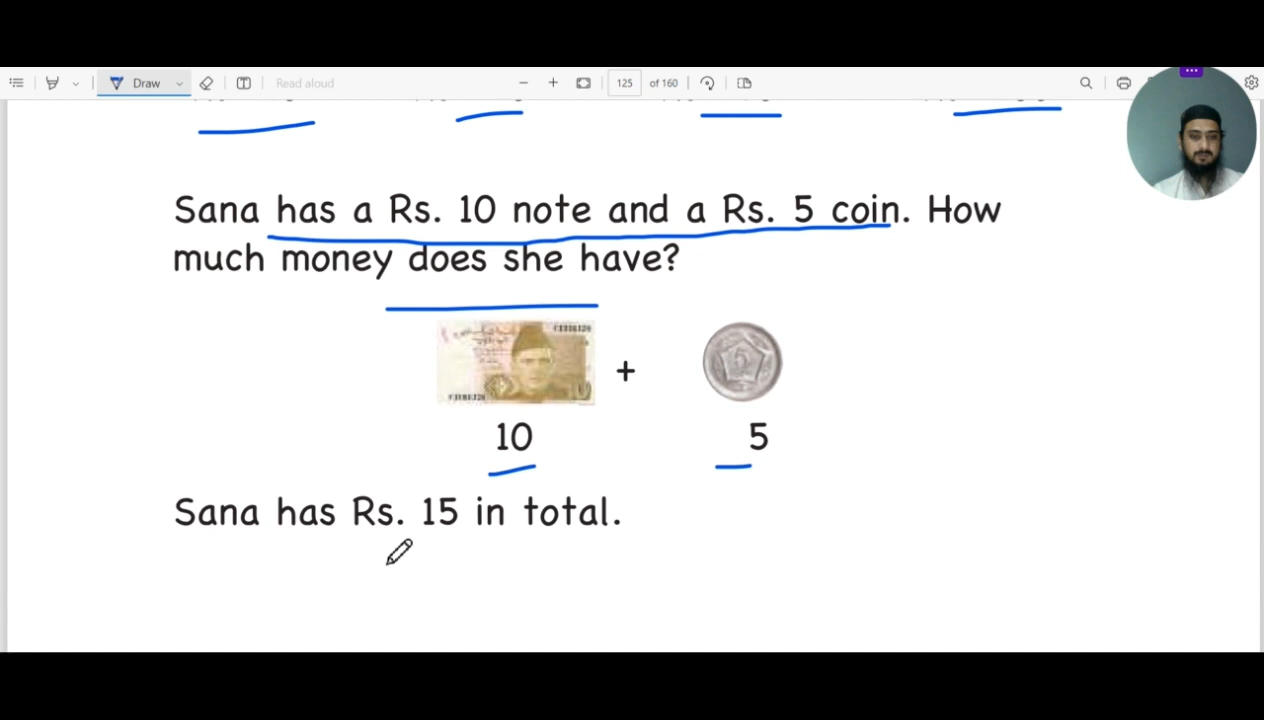 Draw
Read aloud
125
of 160
Sana has a Rs. 10 note and a Rs. 5 coin. How
much money does she have?
+
5
10
5
Sana has Rs. 15 in total.